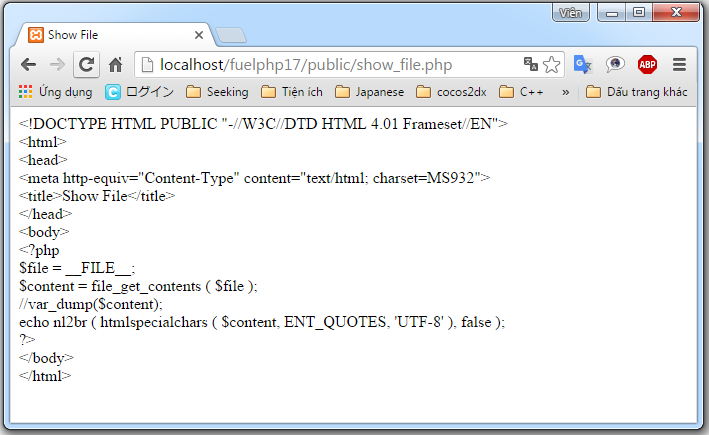 Viên
Show File
localhost/fuelphp17/public/show_file.php
ABP
Ứng dụng C ログイン Seeking Tiện ích Japanese cocos2dx C++ » Dấu trang khác
<!DOCTYPE HTML PUBLIC "-//W3C//DTD HTML 4.01 Frameset//EN">
<html>
<head>
<meta http-equiv="Content-Type" content="text/html; charset=MS932">
<title>Show File</title>
</head>
<body>
<?php
$file = __FILE__;
$content = file_get_contents ( $file );
//var_dump($content);
echo nl2br ( htmlspecialchars ( $content, ENT_QUOTES, 'UTF-8' ), false );
?>
</body>
</html>